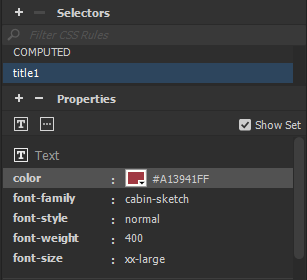 + − Selectors
Filter CSS Rules
COMPUTED
title1
+ − Properties
T ... Show Set
T Text
color : #A13941FF
font-family : cabin-sketch
font-style : normal
font-weight : 400
font-size : xx-large